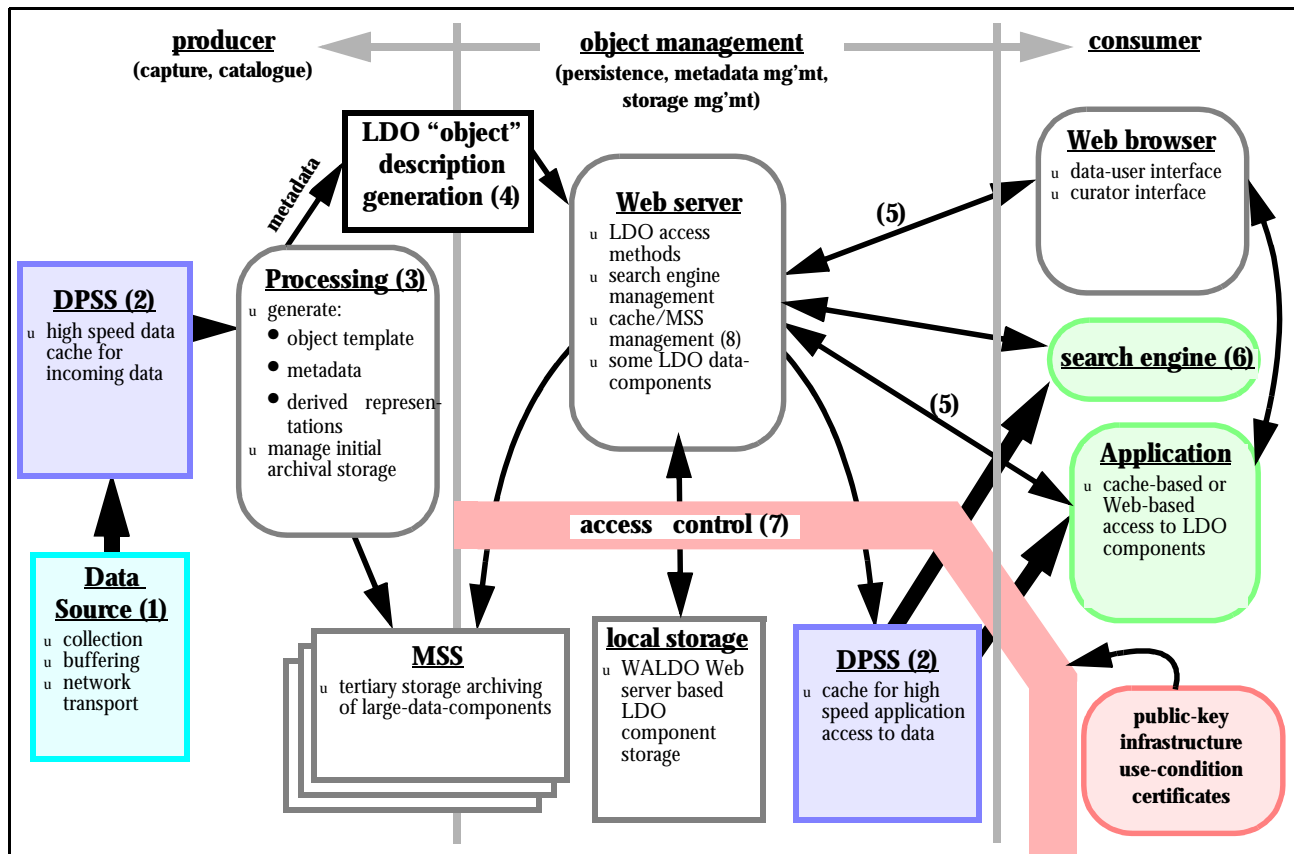 producer
(capture, catalogue)
object management
(persistence, metadata mg’mt,
storage mg’mt)
consumer
LDO “object”
description
generation (4)
metadata
Web server
u LDO access
methods
u search engine
management
u cache/MSS
management (8)
u some LDO data-
components
Web browser
u data-user interface
u curator interface
(5)
DPSS (2)
u high speed data
cache for
incoming data
Processing (3)
u generate:
● object template
● metadata
● derived represen-
tations
u manage initial
archival storage
search engine (6)
(5)
Application
u cache-based or
Web-based
access to LDO
components
access control (7)
Data
Source (1)
u collection
u buffering
u network
transport
MSS
u tertiary storage archiving
of large-data-components
local storage
u WALDO Web
server based
LDO
component
storage
DPSS (2)
u cache for high
speed application
access to data
public-key
infrastructure
use-condition
certificates